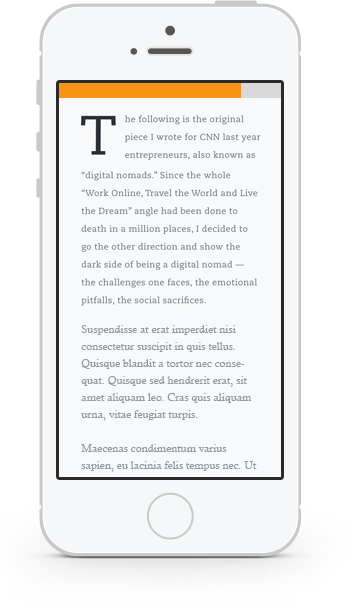 The following is the original
piece I wrote for CNN last year
entrepreneurs, also known as
“digital nomads.” Since the whole
“Work Online, Travel the World and Live
the Dream” angle had been done to
death in a million places, I decided to
go the other direction and show the
dark side of being a digital nomad —
the challenges one faces, the emotional
pitfalls, the social sacrifices.
Suspendisse at erat imperdiet nisi
consectetur suscipit in quis tellus.
Quisque blandit a tortor nec conse-
quat. Quisque sed hendrerit erat, sit
amet aliquam leo. Cras quis aliquam
urna, vitae feugiat turpis.
Maecenas condimentum varius
sapien, eu lacinia felis tempus nec. Ut